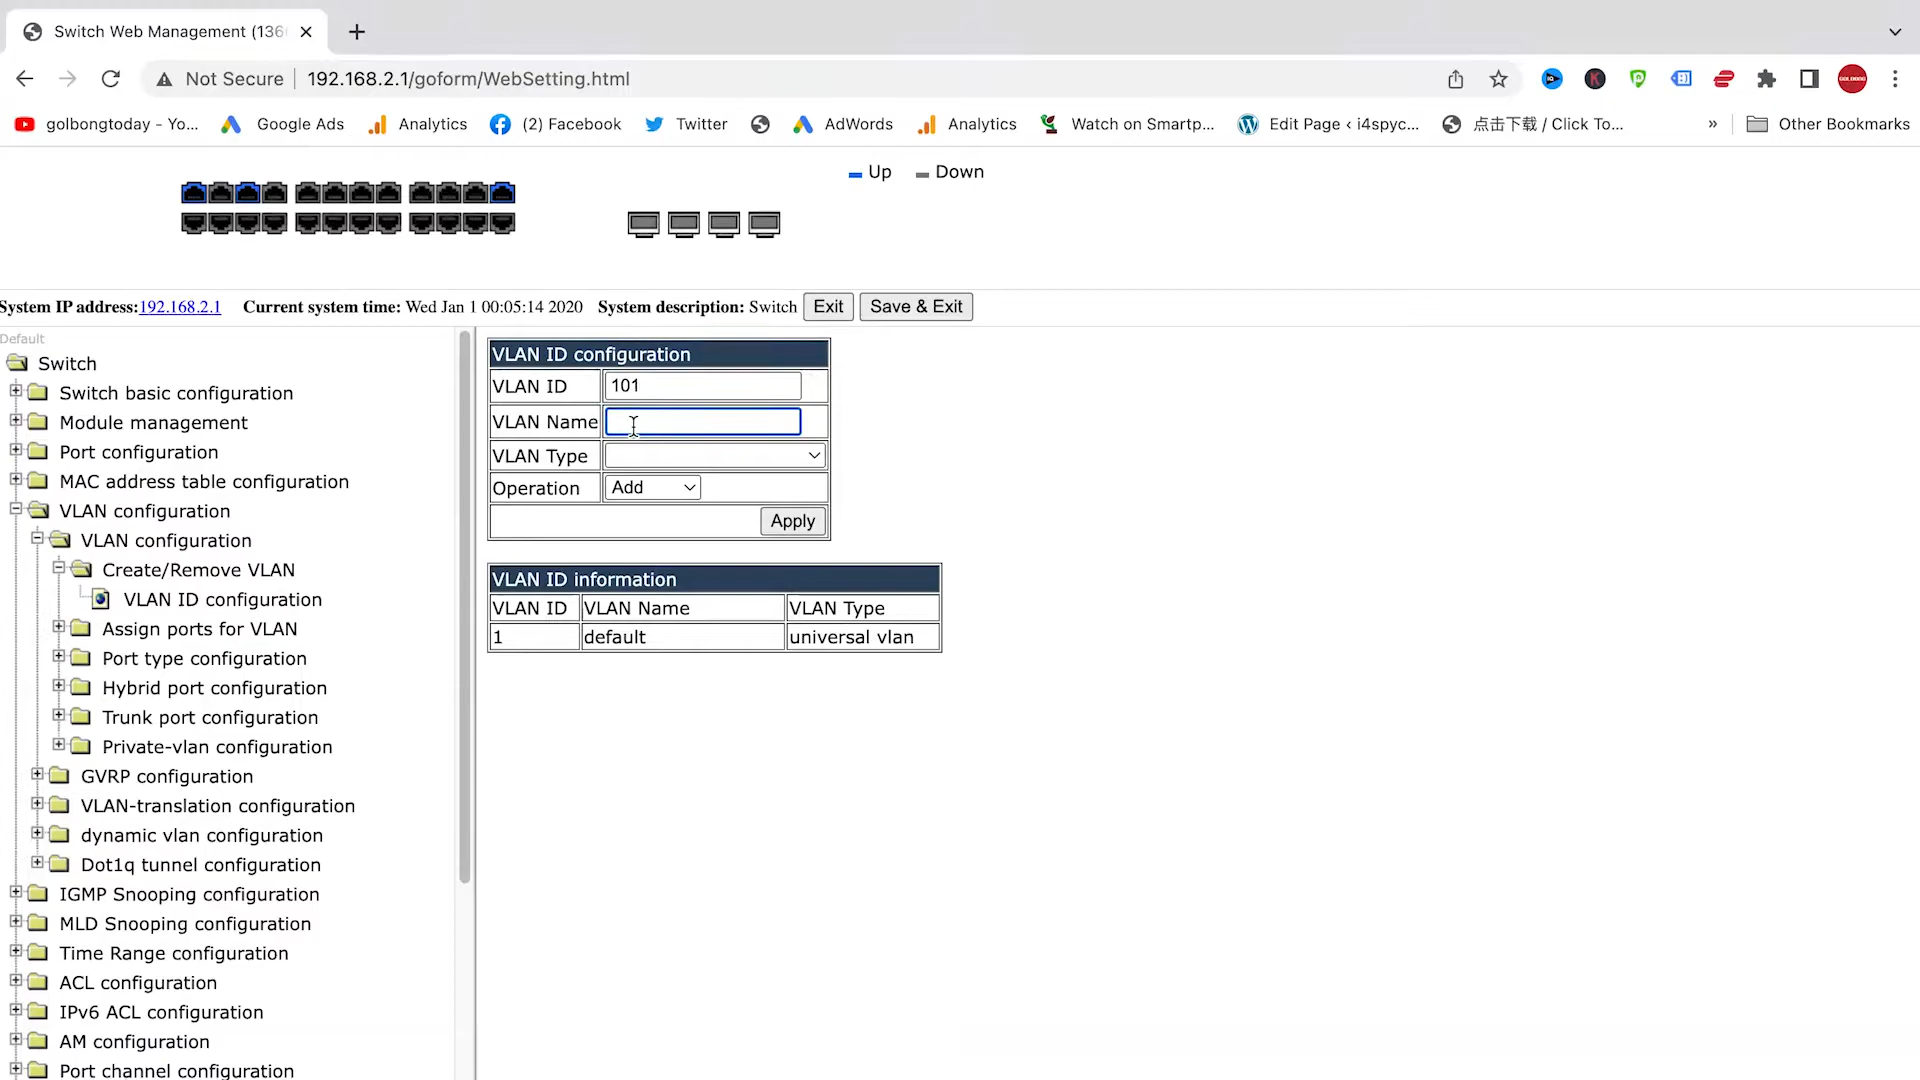 Switch Web Management (136
Not Secure 192.168.2.1/goform/WebSetting.html
golbongtoday - Yo... Google Ads Analytics (2) Facebook Twitter AdWords Analytics Watch on Smartp... Edit Page ‹ i4spyc... 点击下载 / Click To... » Other Bookmarks
Up Down
System IP address:192.168.2.1 Current system time: Wed Jan 1 00:05:14 2020 System description: Switch Exit Save & Exit
Default
Switch
Switch basic configuration
Module management
Port configuration
MAC address table configuration
VLAN configuration
VLAN configuration
Create/Remove VLAN
VLAN ID configuration
Assign ports for VLAN
Port type configuration
Hybrid port configuration
Trunk port configuration
Private-vlan configuration
GVRP configuration
VLAN-translation configuration
dynamic vlan configuration
Dot1q tunnel configuration
IGMP Snooping configuration
MLD Snooping configuration
Time Range configuration
ACL configuration
IPv6 ACL configuration
AM configuration
Port channel configuration
VLAN ID configuration
VLAN ID 101
VLAN Name
VLAN Type
Operation Add
Apply
VLAN ID information
VLAN ID VLAN Name VLAN Type
1 default universal vlan